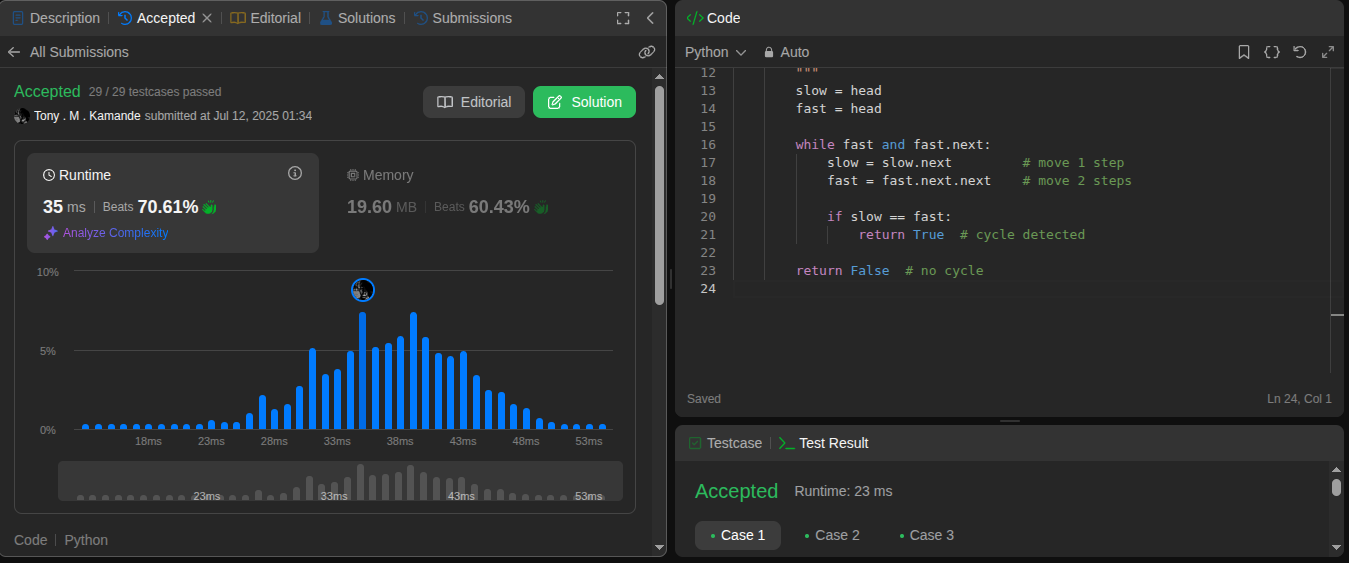 Description
Accepted
Editorial
Solutions
Submissions
All Submissions
Accepted 29 / 29 testcases passed
Tony . M . Kamande submitted at Jul 12, 2025 01:34
Editorial
Solution
Runtime
35 ms
Beats 70.61%
Analyze Complexity
Memory
19.60 MB
Beats 60.43%
10%
5%
0%
18ms 23ms 28ms 33ms 38ms 43ms 48ms 53ms
23ms 33ms 43ms 53ms
Code
Python
</> Code
Python
Auto
12 """
13 slow = head
14 fast = head
15
16 while fast and fast.next:
17 slow = slow.next # move 1 step
18 fast = fast.next.next # move 2 steps
19
20 if slow == fast:
21 return True # cycle detected
22
23 return False # no cycle
24
Saved
Ln 24, Col 1
Testcase
Test Result
Accepted
Runtime: 23 ms
Case 1
Case 2
Case 3